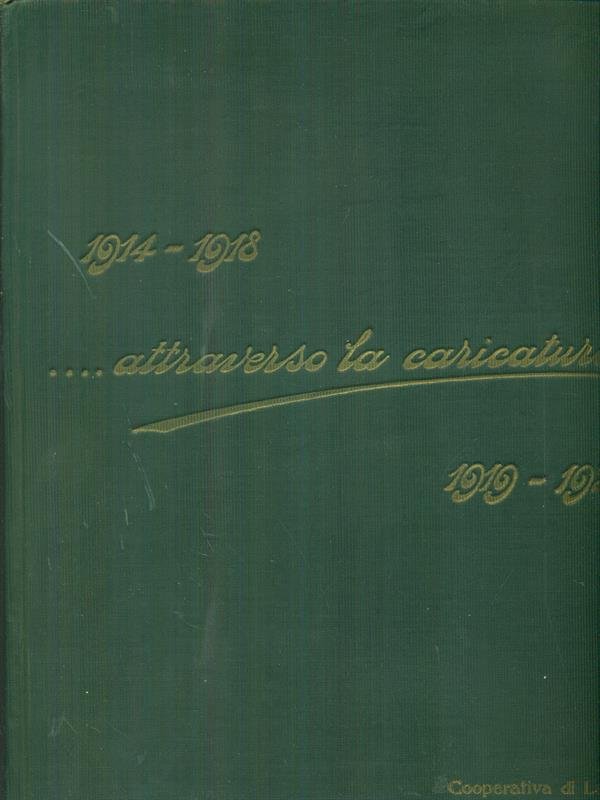 1914 - 1918
.... attraverso la caricatur
1919 - 19
Cooperativa di L